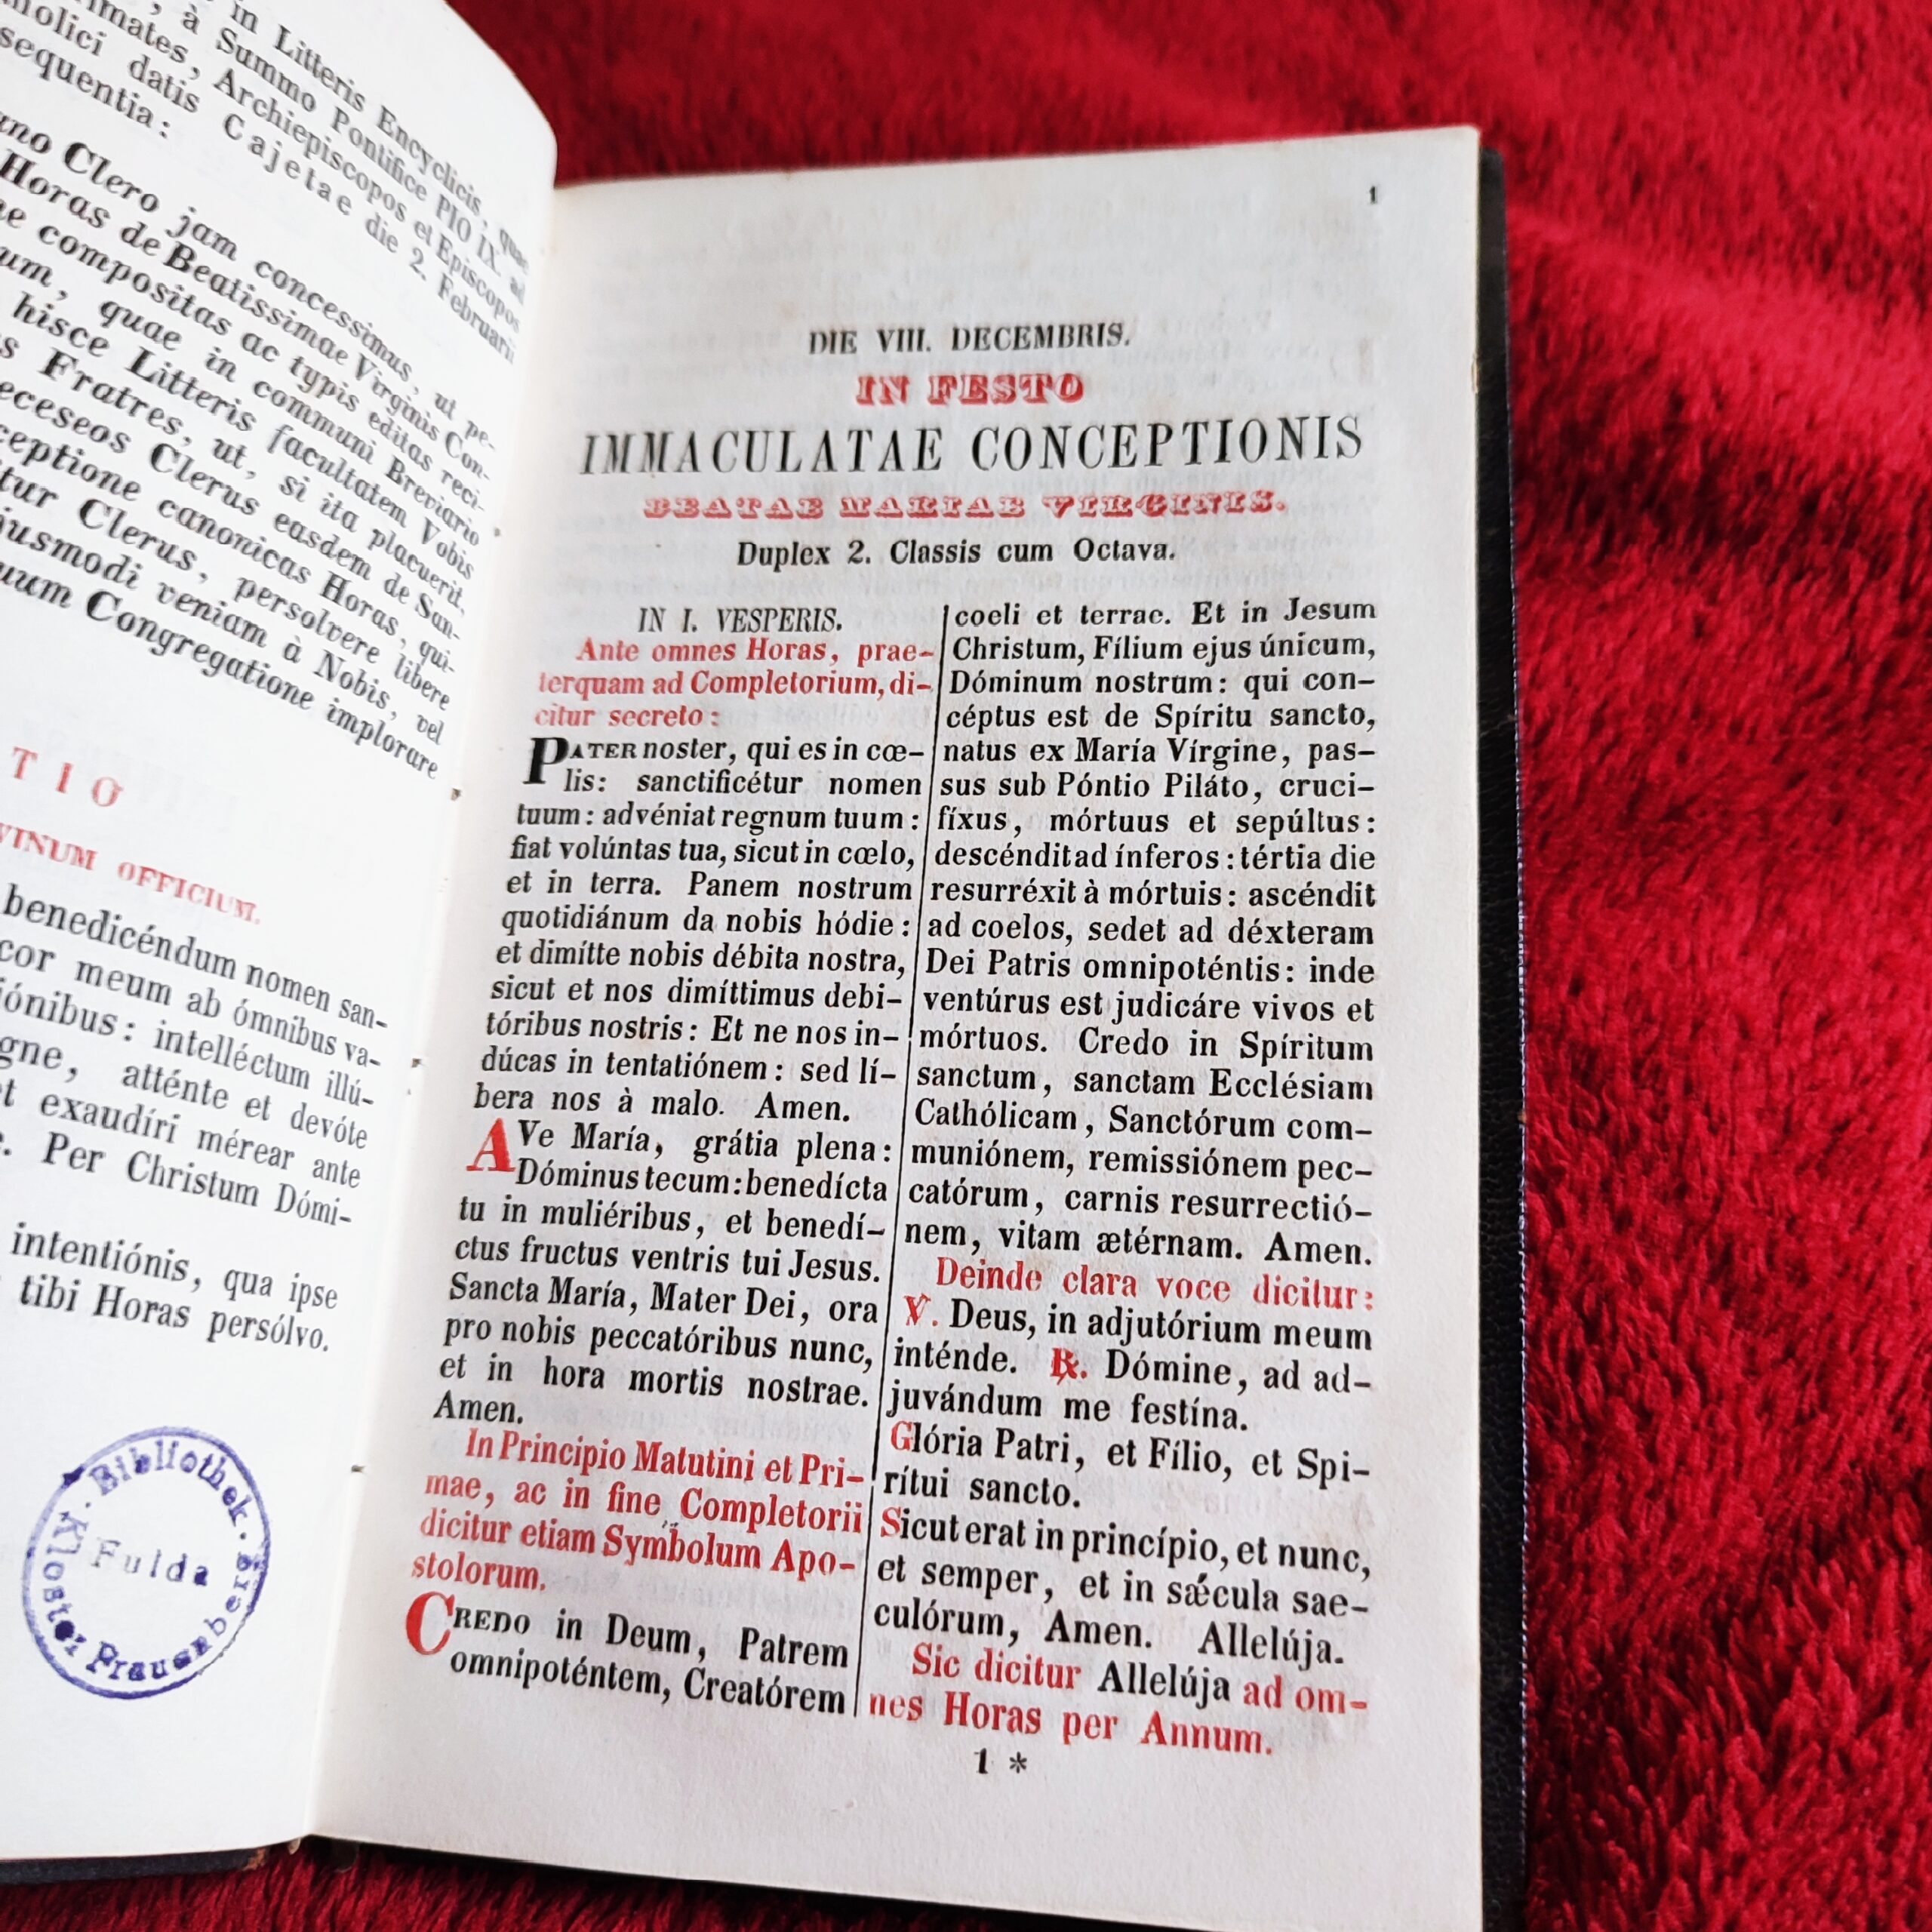 in Litteris Encyclicis, quae
, à Summo Pontifice PIO IX. ad
Archiepiscopos et Episcopos
datis Cajetae die 2. Februarii
sequentia:
Clero jam concessimus, ut pe-
Horas de Beatissimae Virginis Con-
compositas ac typis editas reci-
quae in communi Breviario
hisce Litteris facultatem Vobis
Fratres, ut, si ita placuerit,
Clerus easdem de San-
canonicas Horas, qui-
Clerus, persolvere libere
veniam à Nobis, vel
Congregatione implorare
TIO
OFFICIUM.
benedicéndum nomen san-
cor meum ab ómnibus va-
intelléctum illú-
atténte et devóte
exaudíri mérear ante
Per Christum Dómi-
intentiónis, qua ipse
tibi Horas persólvo.
Bibliothek
Kloster Frauenberg
Fulda
1
DIE VIII. DECEMBRIS.
IN FESTO
IMMACULATAE CONCEPTIONIS
BEATAE MARIAE VIRGINIS.
Duplex 2. Classis cum Octava.
IN I. VESPERIS.
Ante omnes Horas, prae-
terquam ad Completorium, di-
citur secreto:
PATER noster, qui es in cœ-
lis: sanctificétur nomen
tuum: advéniat regnum tuum:
fiat volúntas tua, sicut in cœlo,
et in terra. Panem nostrum
quotidiánum da nobis hódie:
et dimítte nobis débita nostra,
sicut et nos dimíttimus debi-
tóribus nostris: Et ne nos in-
dúcas in tentatiónem: sed lí-
bera nos à malo. Amen.
AVe María, grátia plena:
Dóminus tecum: benedícta
tu in muliéribus, et benedí-
ctus fructus ventris tui Jesus.
Sancta María, Mater Dei, ora
pro nobis peccatóribus nunc,
et in hora mortis nostrae.
Amen.
In Principio Matutini et Pri-
mae, ac in fine Completorii
dicitur etiam Symbolum Apo-
stolorum.
CREDO in Deum, Patrem
omnipoténtem, Creatórem
coeli et terrae. Et in Jesum
Christum, Fílium ejus únicum,
Dóminum nostrum: qui con-
céptus est de Spíritu sancto,
natus ex María Vírgine, pas-
sus sub Póntio Piláto, cruci-
fíxus, mórtuus et sepúltus:
descéndit ad ínferos: tértia die
resurréxit à mórtuis: ascéndit
ad coelos, sedet ad déxteram
Dei Patris omnipoténtis: inde
ventúrus est judicáre vivos et
mórtuos. Credo in Spíritum
sanctum, sanctam Ecclésiam
Cathólicam, Sanctórum com-
muniónem, remissiónem pec-
catórum, carnis resurrectió-
nem, vitam ætérnam. Amen.
Deinde clara voce dicitur:
℣. Deus, in adjutórium meum
inténde. ℟. Dómine, ad ad-
juvándum me festína.
Glória Patri, et Fílio, et Spi-
rítui sancto.
Sicut erat in princípio, et nunc,
et semper, et in sǽcula sae-
culórum, Amen. Allelúja.
Sic dicitur Allelúja ad om-
nes Horas per Annum.
1 *